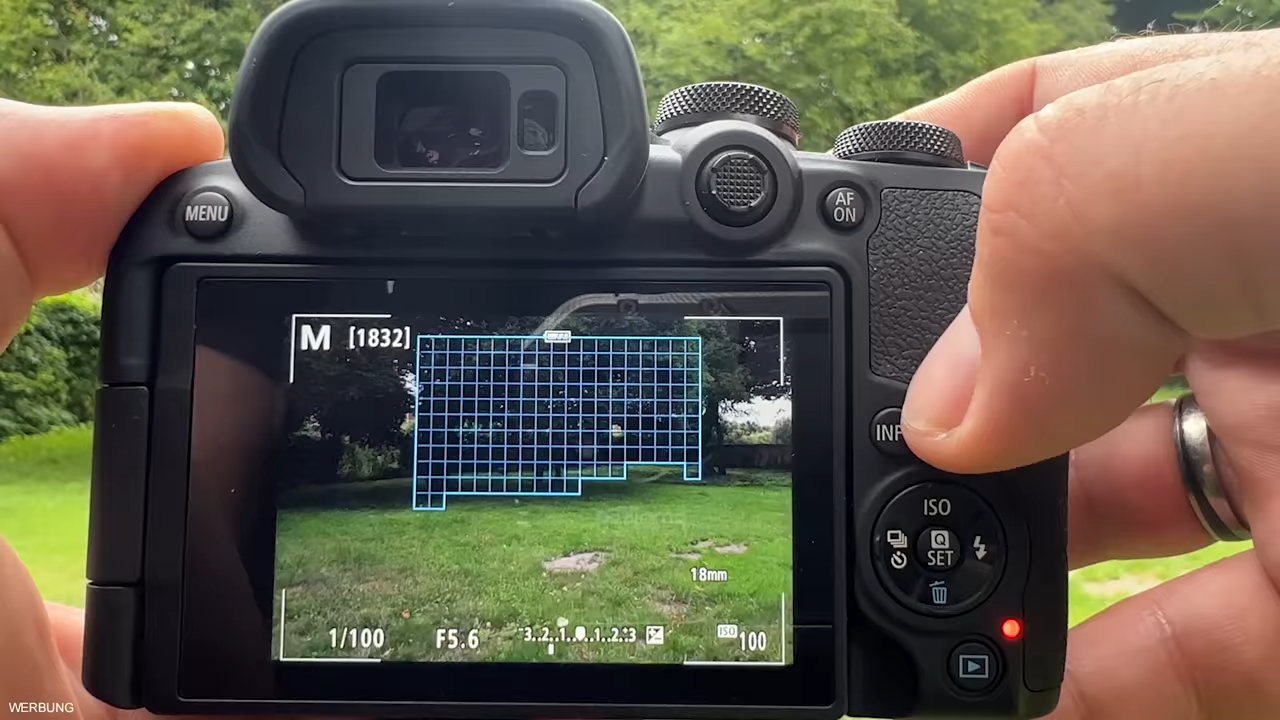 MENU
AF
ON
M [1832]
18mm
1/100 F5.6 -3..2..1..0..1..2..3 ISO 100
INF
ISO
Q
SET
WERBUNG